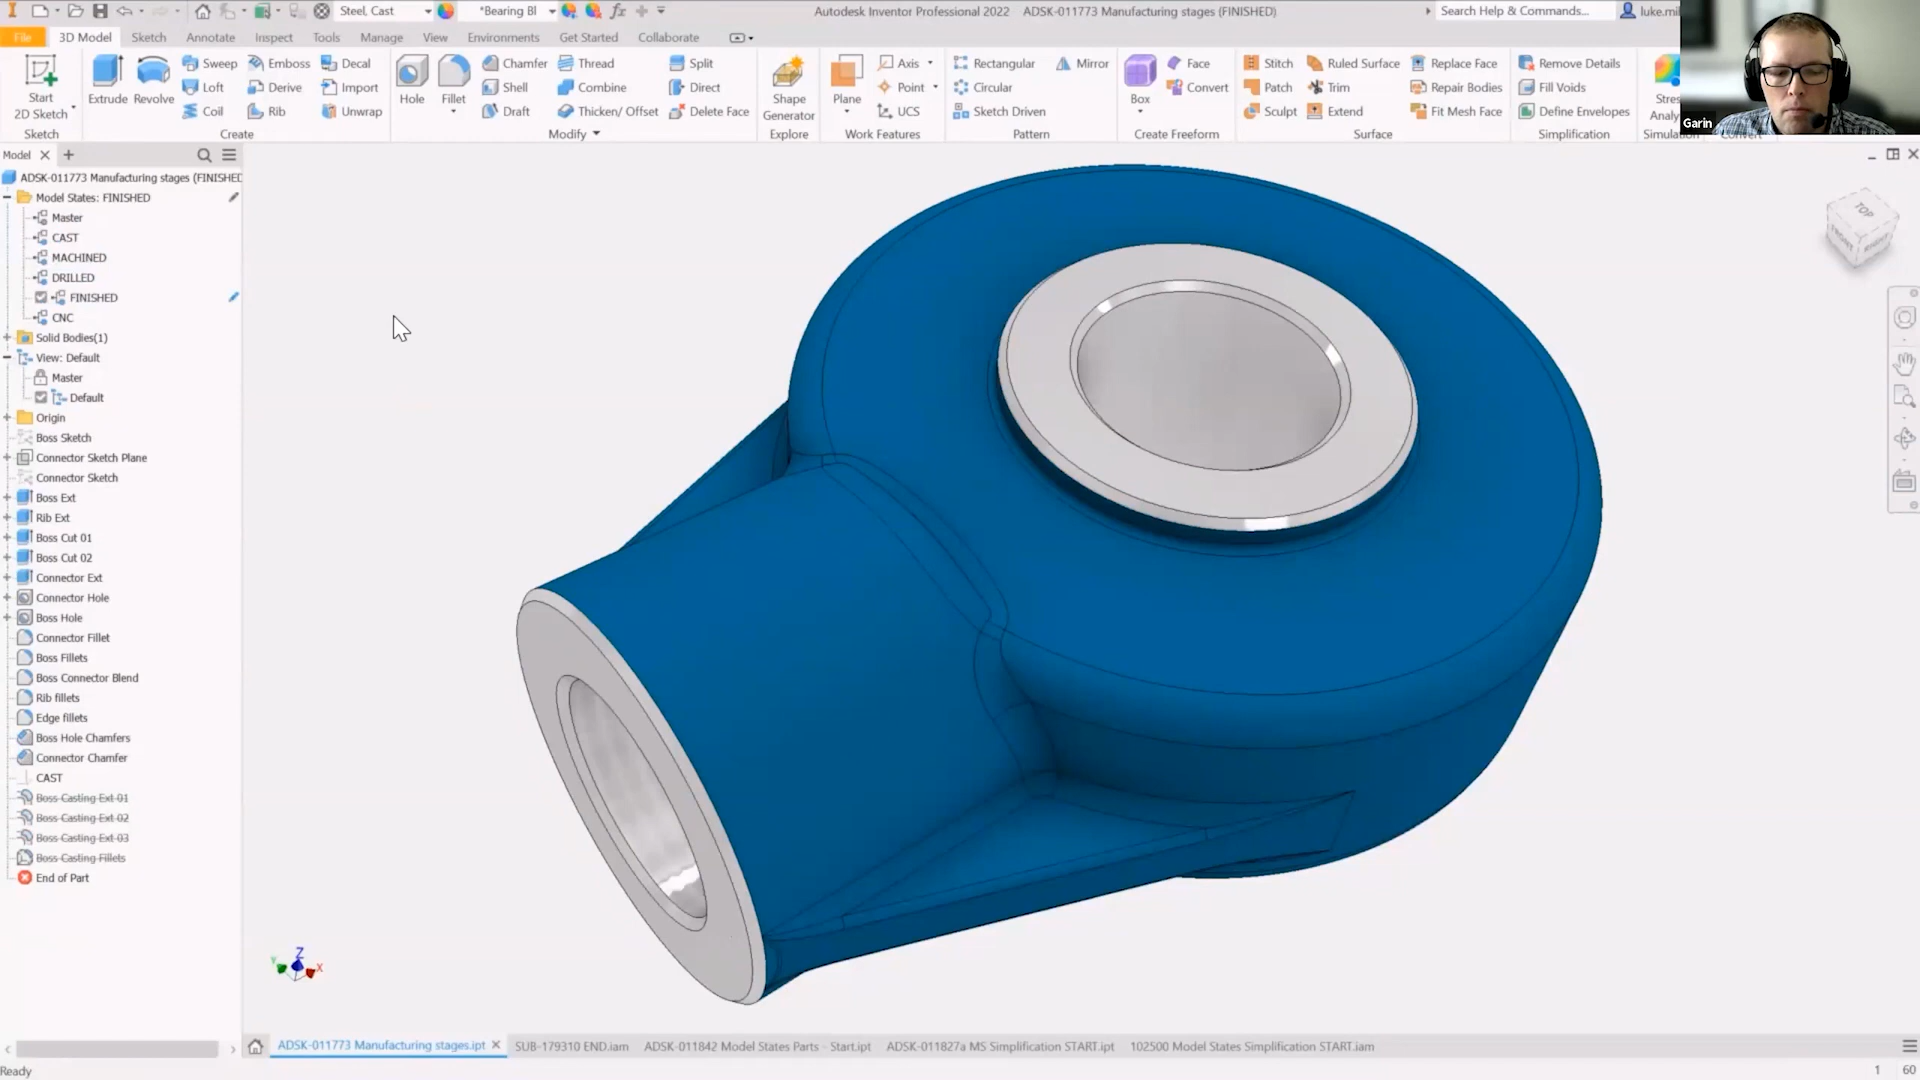 Steel, Cast
*Bearing Bl
Autodesk Inventor Professional 2022 ADSK-011773 Manufacturing stages (FINISHED)
Search Help & Commands...
luke.mil
File 3D Model Sketch Annotate Inspect Tools Manage View Environments Get Started Collaborate
Start
2D Sketch
Sketch
Extrude
Revolve
Sweep
Loft
Coil
Emboss
Derive
Rib
Decal
Import
Unwrap
Create
Hole
Fillet
Chamfer
Shell
Draft
Thread
Combine
Thicken/ Offset
Split
Direct
Delete Face
Modify
Shape
Generator
Explore
Plane
Axis
Point
UCS
Work Features
Rectangular
Circular
Sketch Driven
Mirror
Pattern
Box
Face
Convert
Create Freeform
Stitch
Patch
Sculpt
Ruled Surface
Trim
Extend
Replace Face
Repair Bodies
Fit Mesh Face
Surface
Remove Details
Fill Voids
Define Envelopes
Simplification
Stres
Analy
Simulation
Convert
Garin
Model
ADSK-011773 Manufacturing stages (FINISHED
Model States: FINISHED
Master
CAST
MACHINED
DRILLED
FINISHED
CNC
Solid Bodies(1)
View: Default
Master
Default
Origin
Boss Sketch
Connector Sketch Plane
Connector Sketch
Boss Ext
Rib Ext
Boss Cut 01
Boss Cut 02
Connector Ext
Connector Hole
Boss Hole
Connector Fillet
Boss Fillets
Boss Connector Blend
Rib fillets
Edge fillets
Boss Hole Chamfers
Connector Chamfer
CAST
Boss Casting Ext 01
Boss Casting Ext 02
Boss Casting Ext 03
Boss Casting Fillets
End of Part
TOP
FRONT
RIGHT
Z
Y
X
ADSK-011773 Manufacturing stages.ipt
SUB-179310 END.iam
ADSK-011842 Model States Parts - Start.ipt
ADSK-011827a MS Simplification START.ipt
102500 Model States Simplification START.iam
Ready
1 60